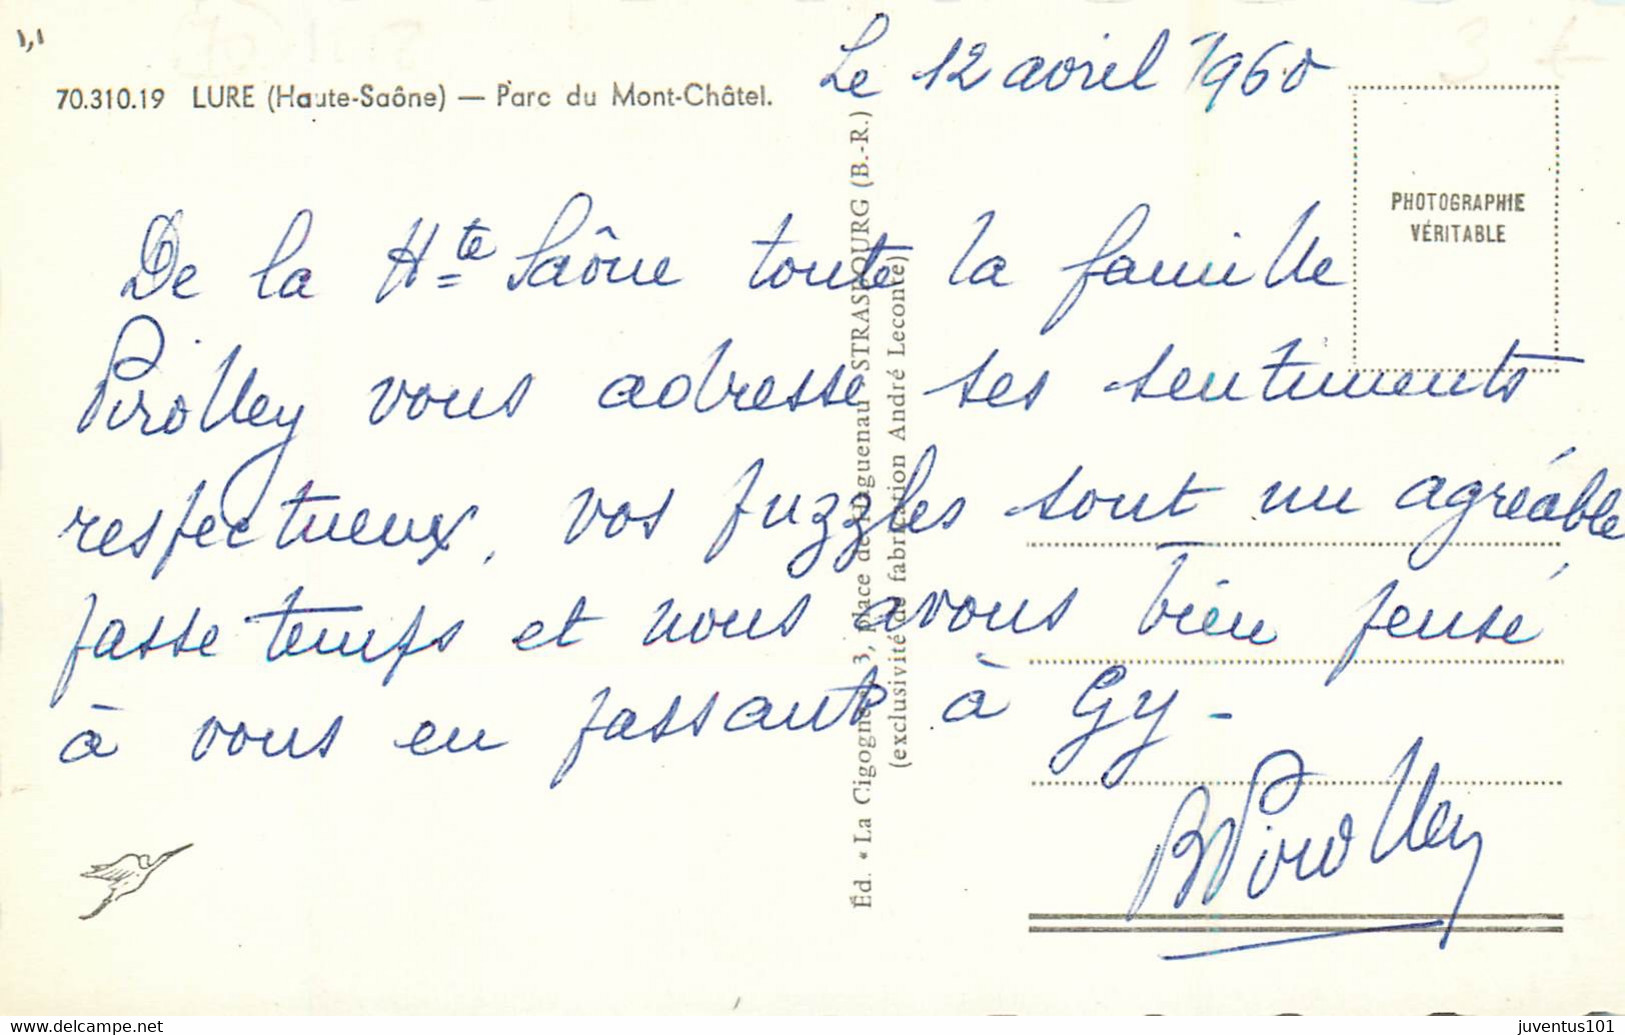 Le 12 avril 1960
70.310.19 LURE (Haute-Saône) — Parc du Mont-Châtel.
PHOTOGRAPHIE
VÉRITABLE
De la Hte Saône toute la famille
Pirolley vous adresse ses sentiments
respectueux, vos puzzles sont un agréable
passe temps et nous avons bien pensé
à vous en passant à Gy -
Pirolley
Éd. « La Cigogne », 3, place de Haguenau STRASBOURG (B.-R.)
(exclusivité de fabrication André Leconte)
delcampe.net
juventus101